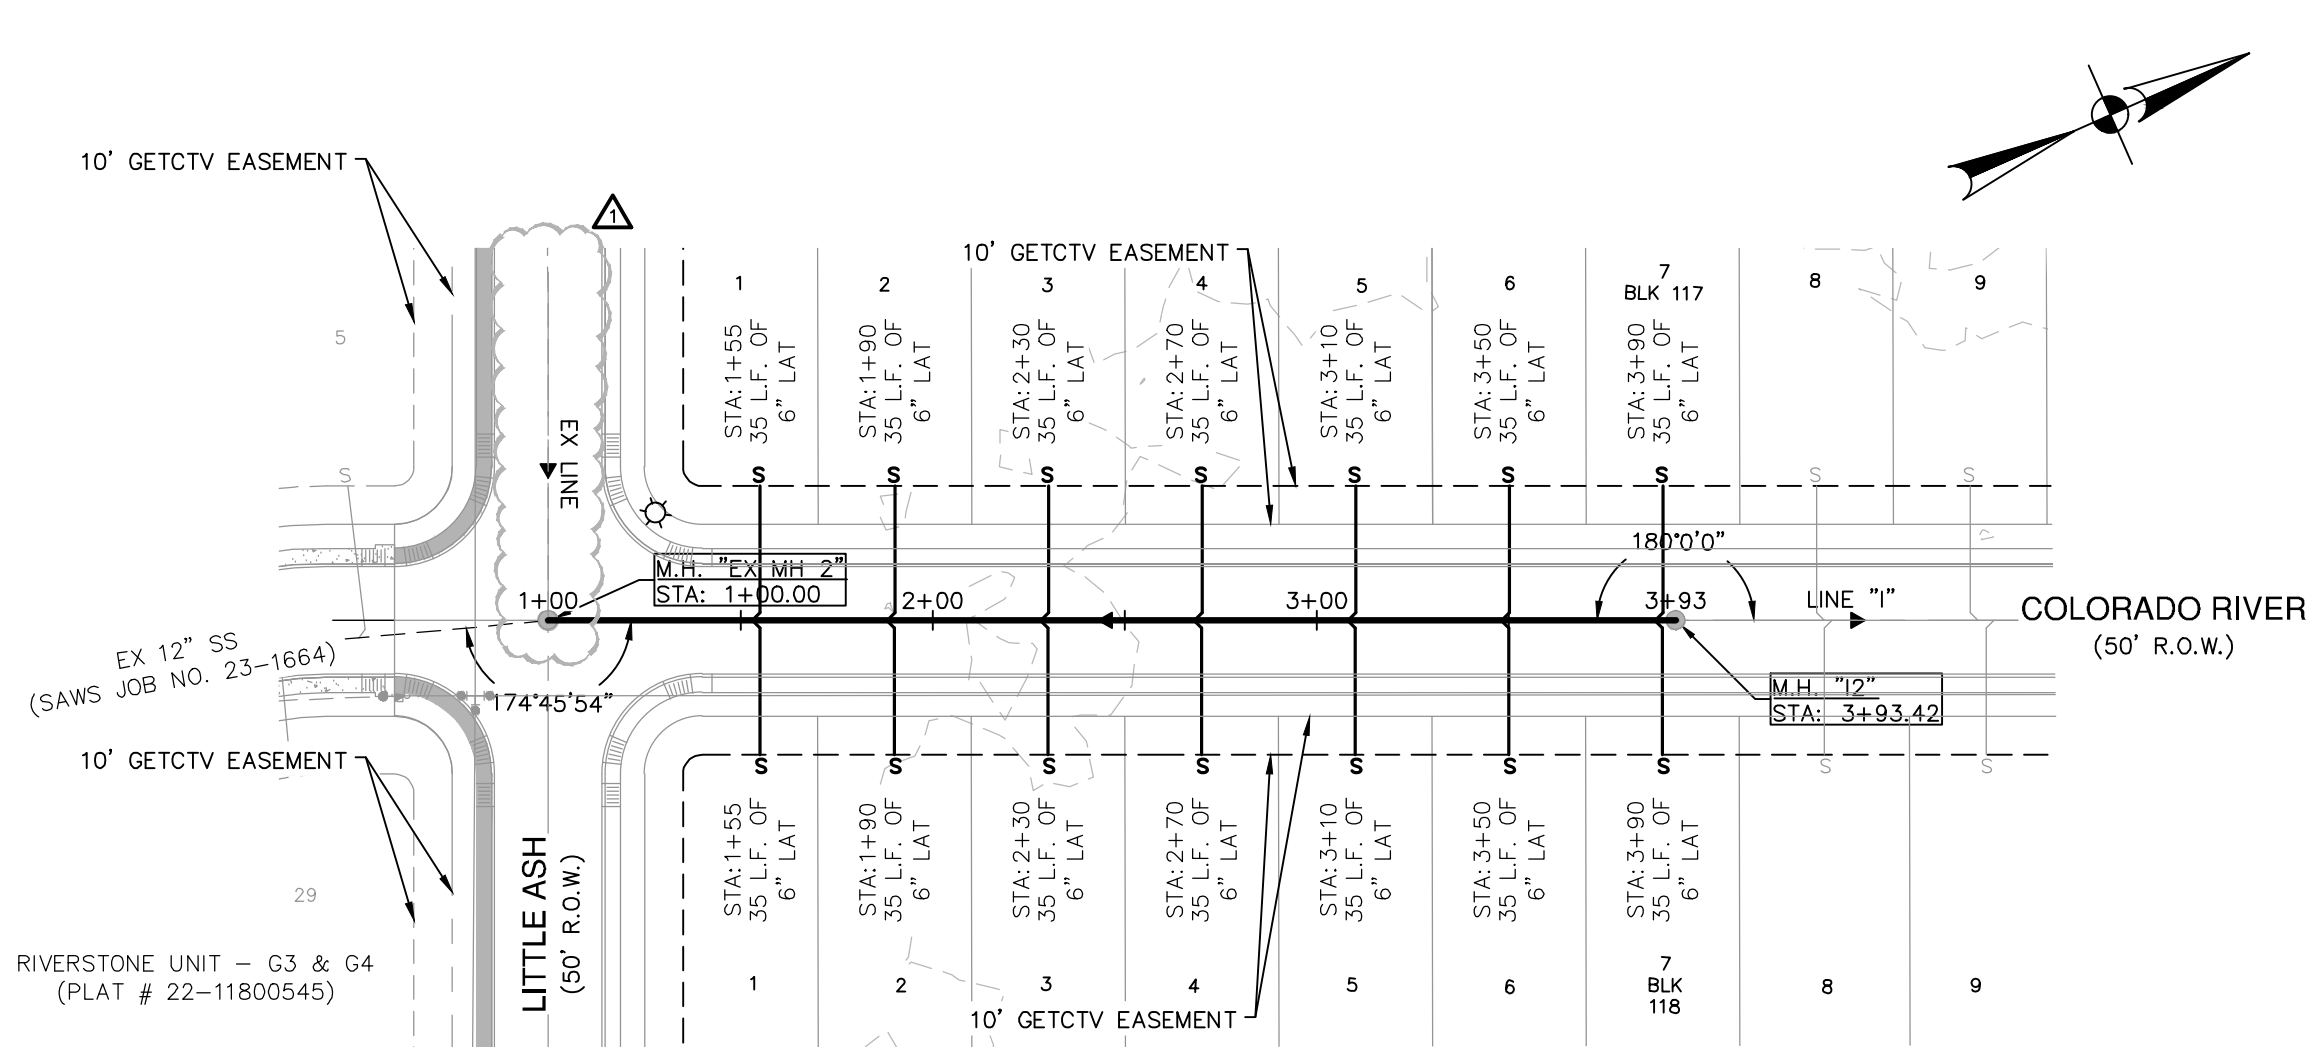 10' GETCTV EASEMENT
1
10' GETCTV EASEMENT
1
2
3
4
5
6
7
BLK 117
8
9
5
STA:1+55
35 L.F. OF
6" LAT
STA:1+90
35 L.F. OF
6" LAT
STA:2+30
35 L.F. OF
6" LAT
STA:2+70
35 L.F. OF
6" LAT
STA:3+10
35 L.F. OF
6" LAT
STA:3+50
35 L.F. OF
6" LAT
STA:3+90
35 L.F. OF
6" LAT
EX LINE
S
S
S
S
S
S
S
S
S
S
180°0'0"
M.H. "EX MH 2"
STA: 1+00.00
1+00
2+00
3+00
3+93
LINE "I"
COLORADO RIVER
(50' R.O.W.)
EX 12" SS
(SAWS JOB NO. 23-1664)
174°45'54"
M.H. "I2"
STA: 3+93.42
10' GETCTV EASEMENT
S
S
S
S
S
S
S
S
S
STA:1+55
35 L.F. OF
6" LAT
STA:1+90
35 L.F. OF
6" LAT
STA:2+30
35 L.F. OF
6" LAT
STA:2+70
35 L.F. OF
6" LAT
STA:3+10
35 L.F. OF
6" LAT
STA:3+50
35 L.F. OF
6" LAT
STA:3+90
35 L.F. OF
6" LAT
LITTLE ASH
(50' R.O.W.)
29
RIVERSTONE UNIT - G3 & G4
(PLAT # 22-11800545)
1
2
3
4
5
6
7
BLK
118
8
9
10' GETCTV EASEMENT